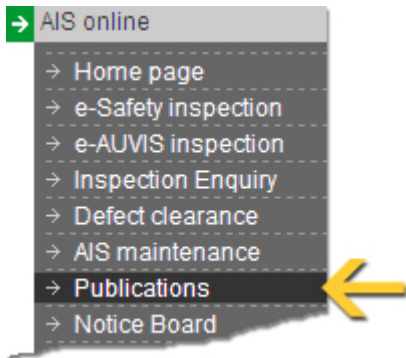 AIS online
Home page
e-Safety inspection
e-AUVIS inspection
Inspection Enquiry
Defect clearance
AIS maintenance
Publications
Notice Board